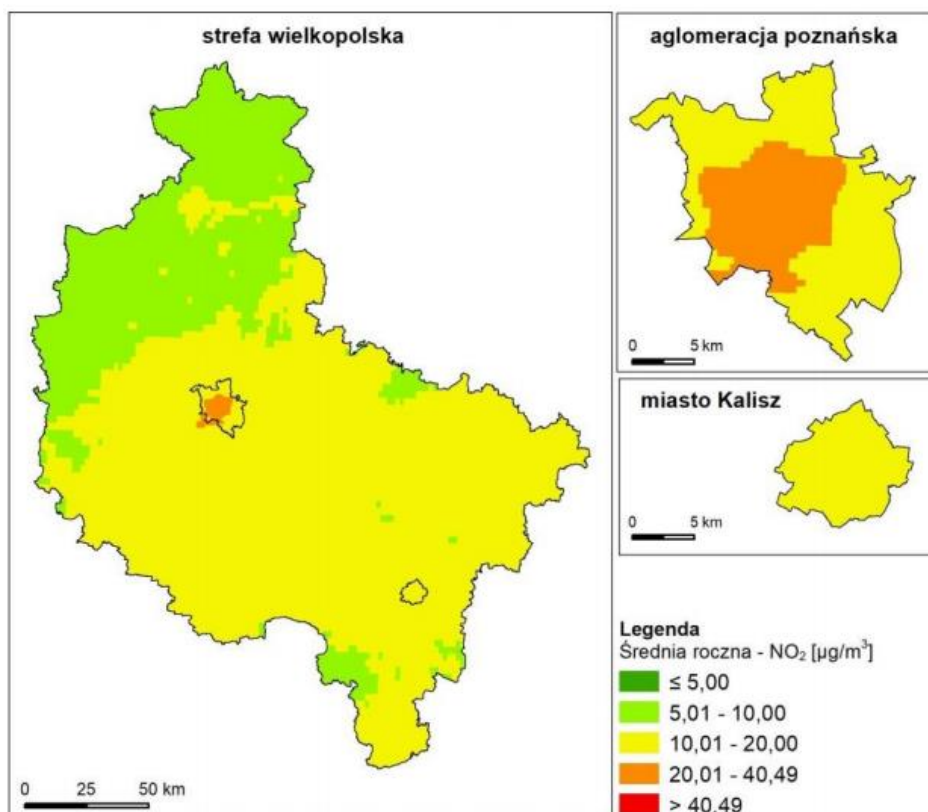 strefa wielkopolska
0 25 50 km
aglomeracja poznańska
0 5 km
miasto Kalisz
0 5 km
Legenda
Średnia roczna - NO₂ [µg/m³]
≤ 5,00
5,01 - 10,00
10,01 - 20,00
20,01 - 40,49
> 40,49